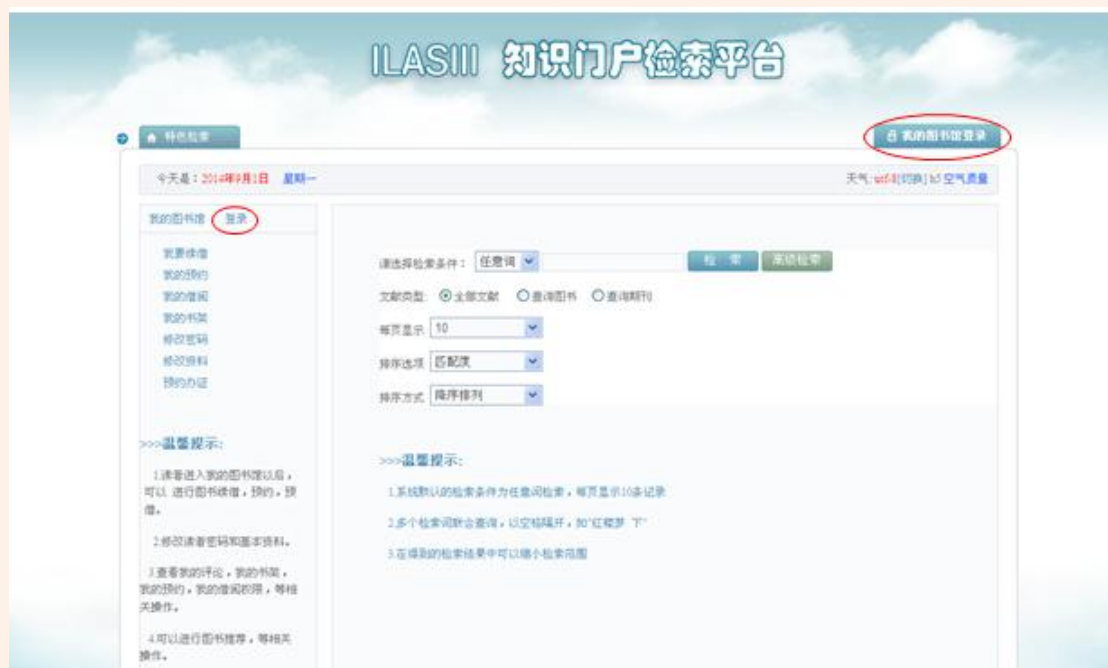 ILASIII 知识门户检索平台
特色检索
我的图书馆登录
今天是：2014年9月1日 星期一
天气: utf-8[切换] h5 空气质量
我的图书馆 登录
我要续借
我的预约
我的借阅
我的书架
修改密码
修改资料
预约办证
>>>温馨提示:
1.读者进入我的图书馆以后，
可以 进行图书续借，预约，预
借。
2.修改读者密码和基本资料。
3.查看我的评论，我的书架，
我的预约，我的借阅权限，等相
关操作。
4.可以进行图书推荐，等相关
操作。
请选择检索条件： 任意词 检 索 高级检索
文献类型: 全部文献 查询图书 查询期刊
每页显示 10
排序选项 匹配度
排序方式 降序排列
>>>温馨提示:
1.系统默认的检索条件为任意词检索，每页显示10条记录
2.多个检索词联合查询，以空格隔开，如"红楼梦 下"
3.在得到的检索结果中可以缩小检索范围